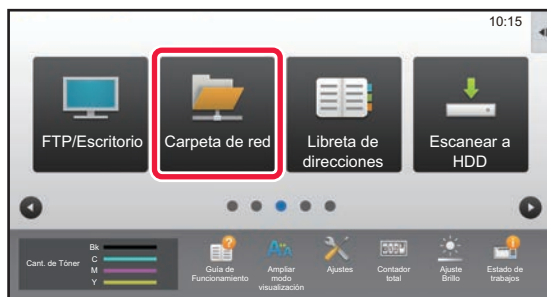 10:15
FTP/Escritorio
Carpeta de red
Libreta de
direcciones
Escanear a
HDD
Cant. de Tóner
Bk
C
M
Y
Guía de
Funcionamiento
Ampliar
modo
visualización
Ajustes
Contador
total
Ajuste
Brillo
Estado de
trabajos